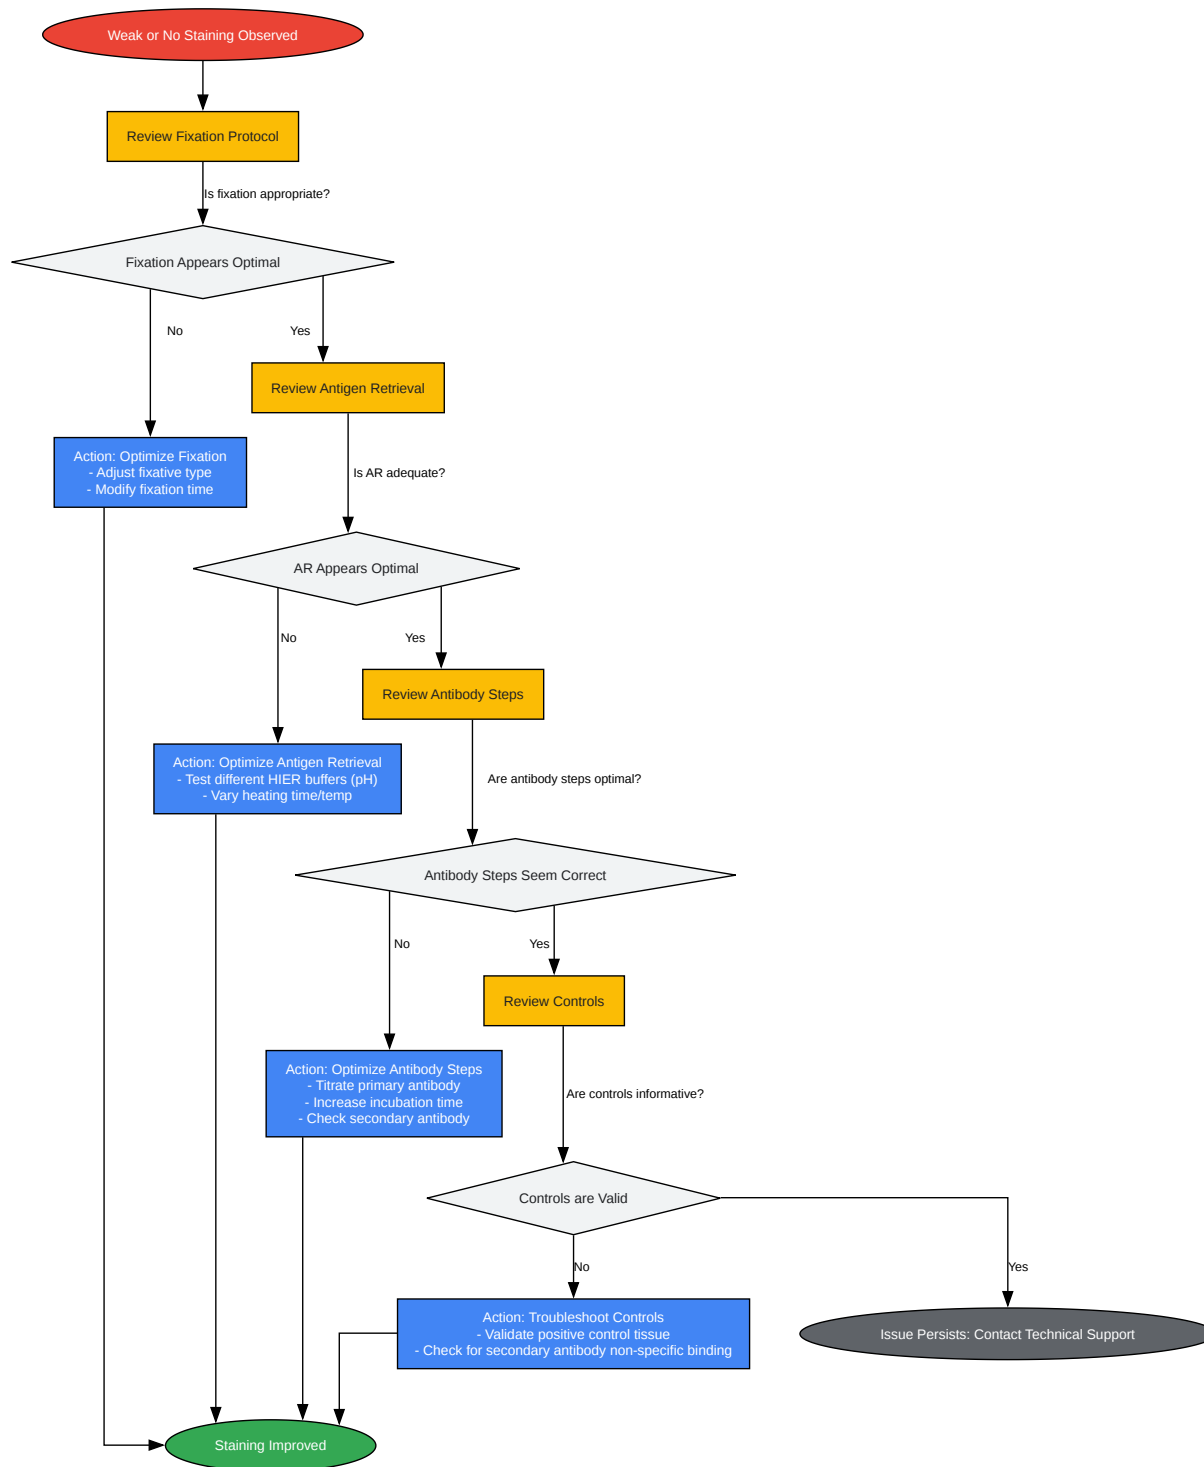 Weak or No Staining Observed
Review Fixation Protocol
Is fixation appropriate?
Fixation Appears Optimal
No
Yes
Review Antigen Retrieval
Action: Optimize Fixation
- Adjust fixative type
- Modify fixation time
Is AR adequate?
AR Appears Optimal
No
Yes
Review Antibody Steps
Action: Optimize Antigen Retrieval
- Test different HIER buffers (pH)
- Vary heating time/temp
Are antibody steps optimal?
Antibody Steps Seem Correct
No
Yes
Review Controls
Action: Optimize Antibody Steps
- Titrate primary antibody
- Increase incubation time
- Check secondary antibody
Are controls informative?
Controls are Valid
No
Yes
Action: Troubleshoot Controls
- Validate positive control tissue
- Check for secondary antibody non-specific binding
Issue Persists: Contact Technical Support
Staining Improved